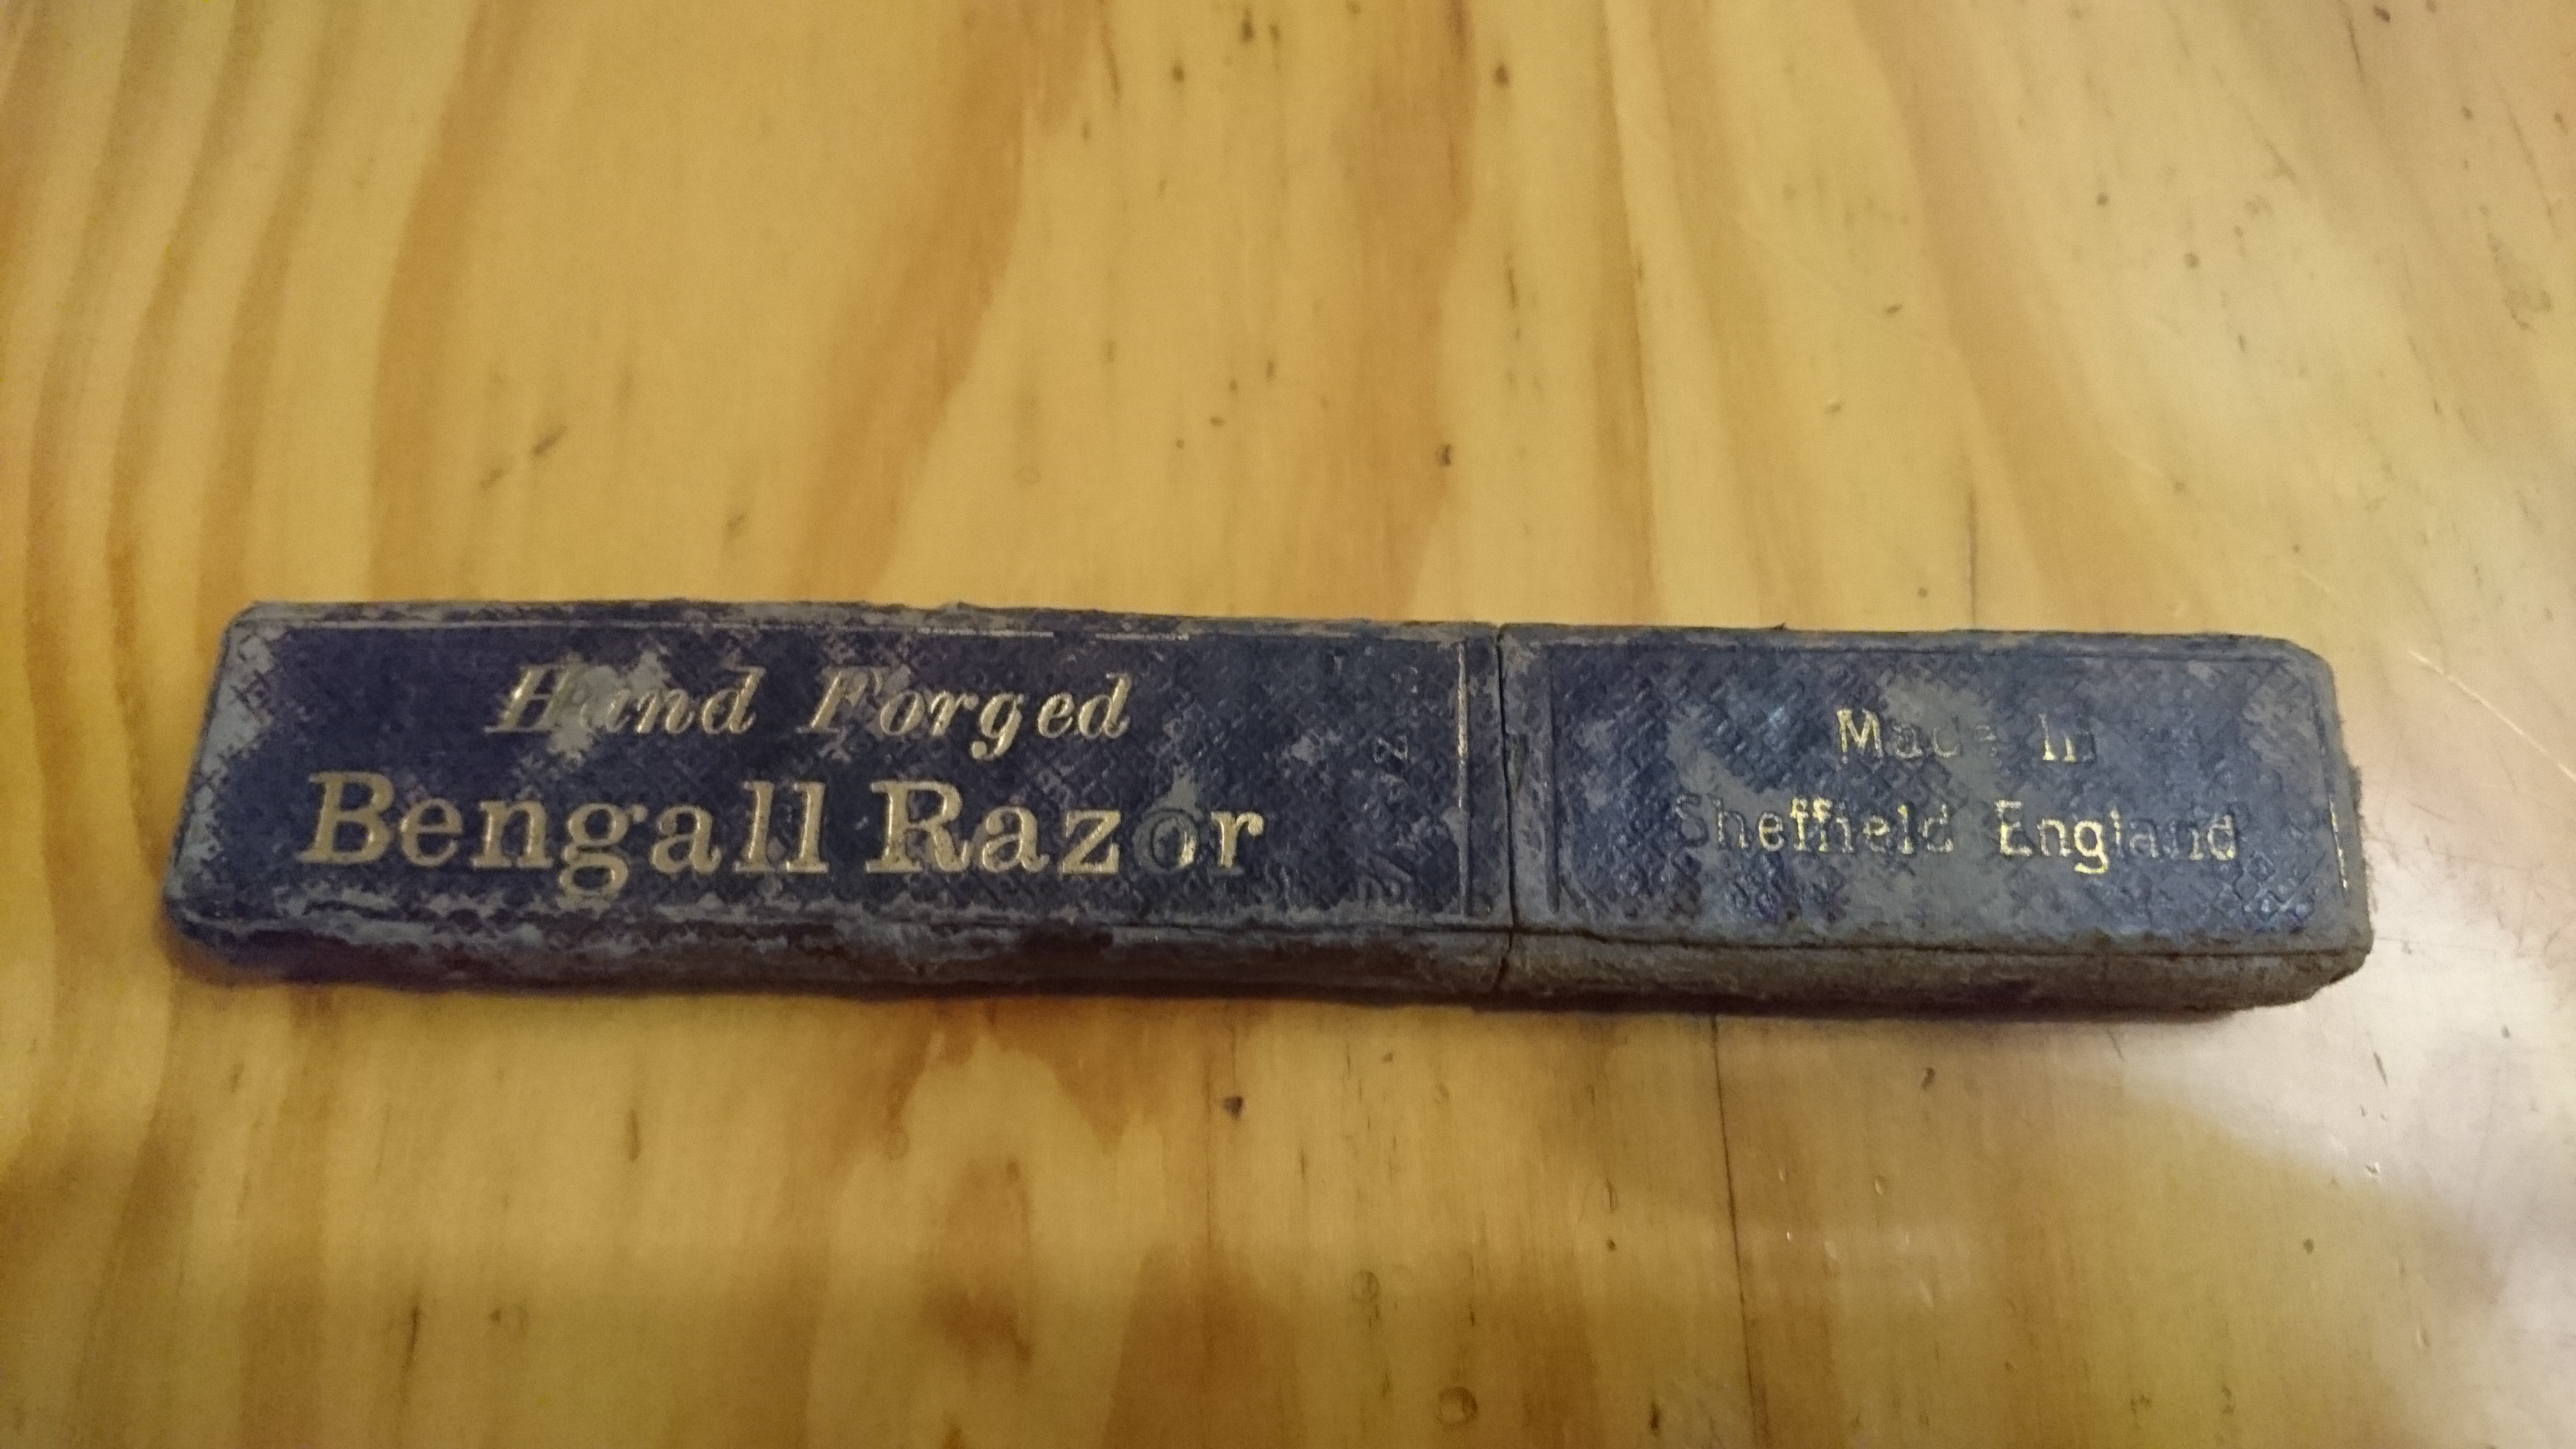 Hand Forged
Bengall Razor
Made In
Sheffield England